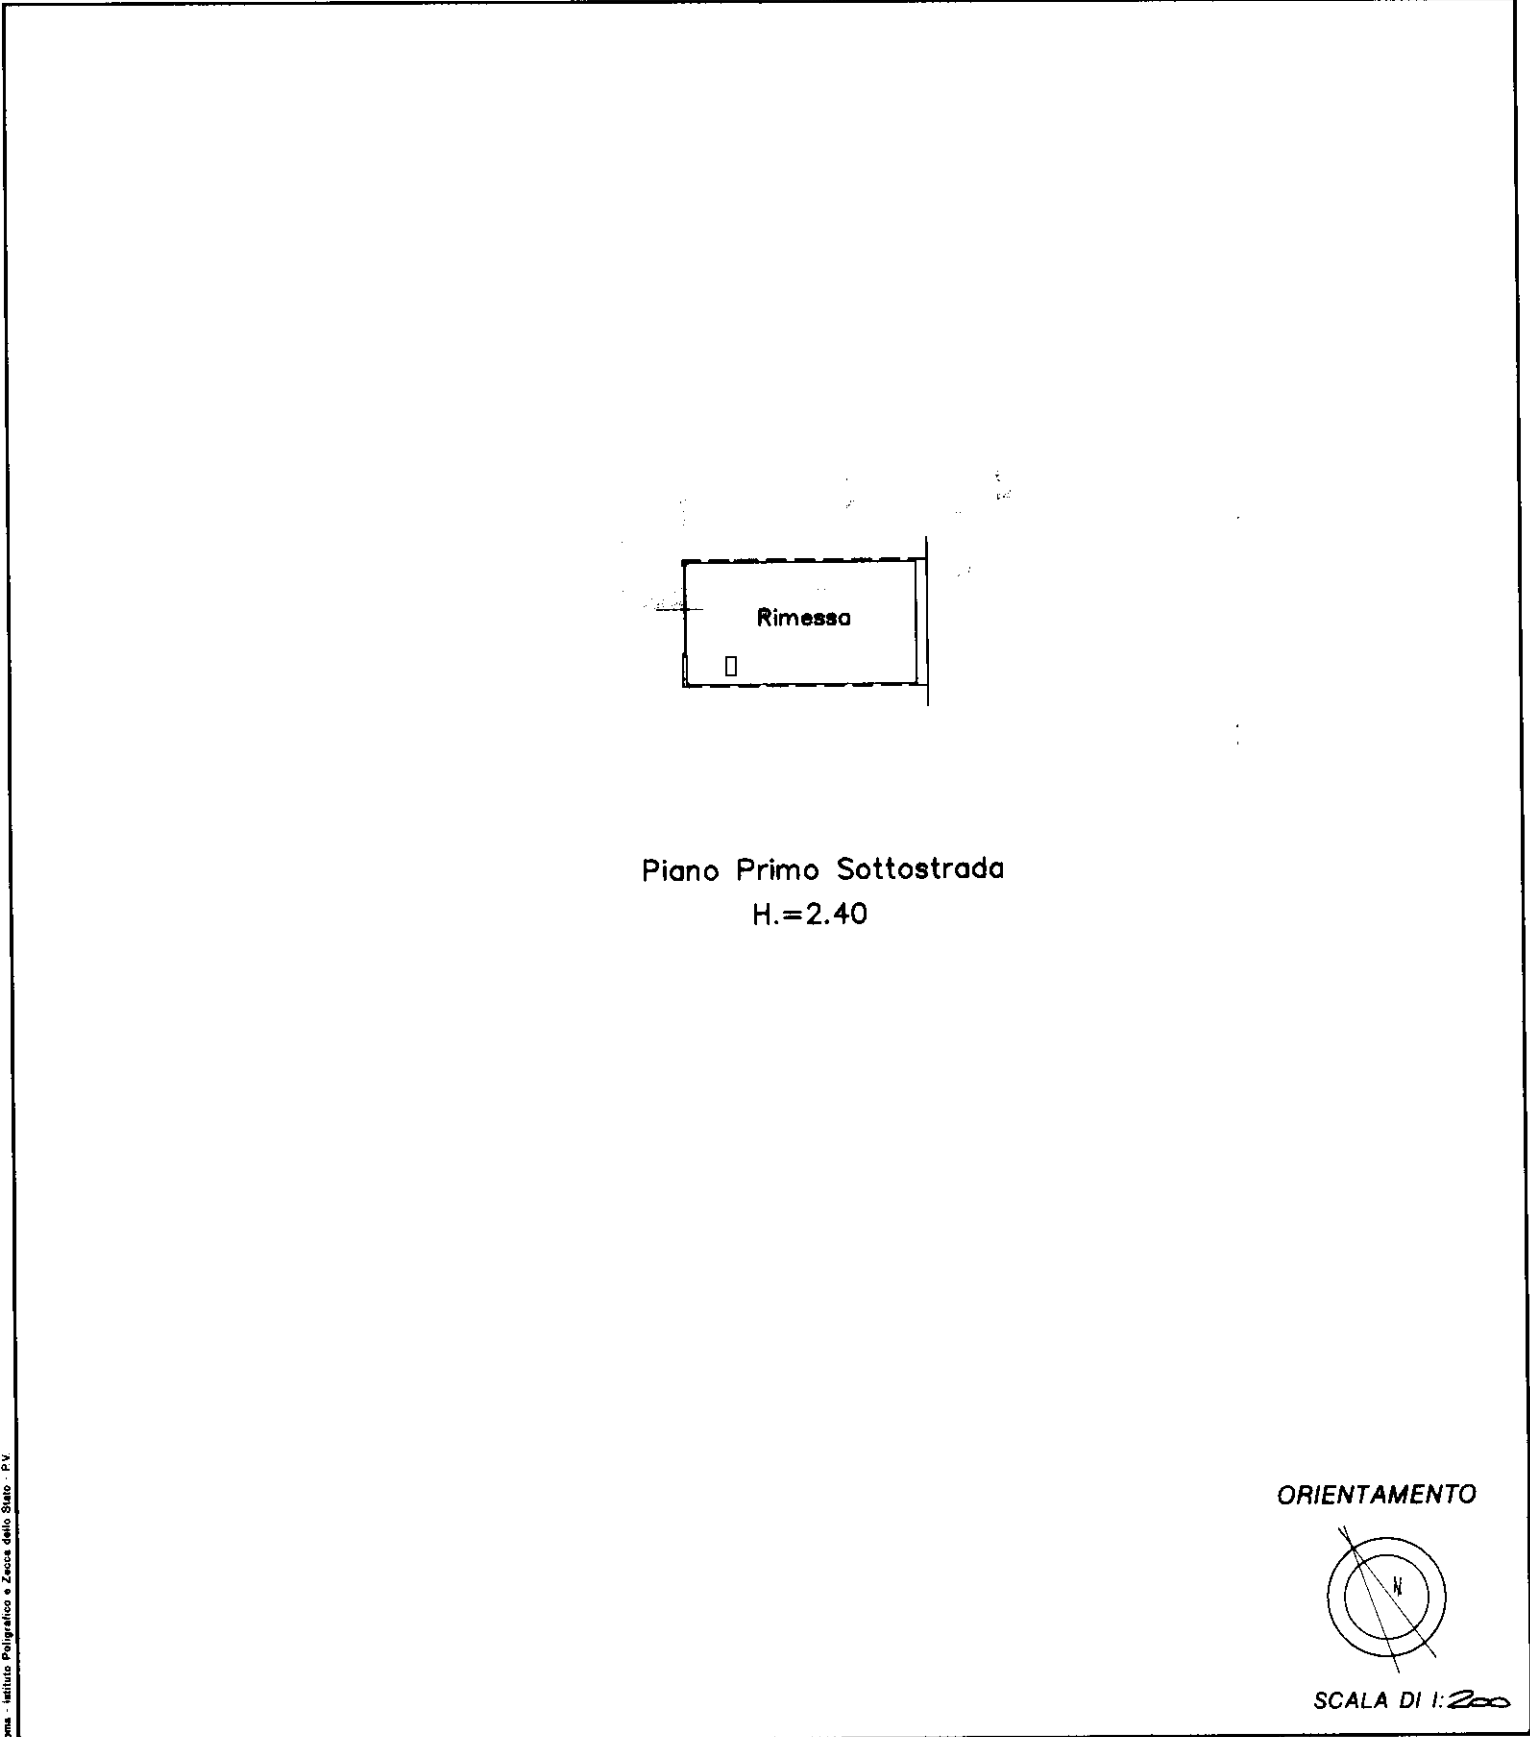 Rimessa
Piano Primo Sottostrada
H.=2.40
ORIENTAMENTO
N
SCALA DI 1:200
- Istituto Poligrafico e Zecca dello Stato - P.V.